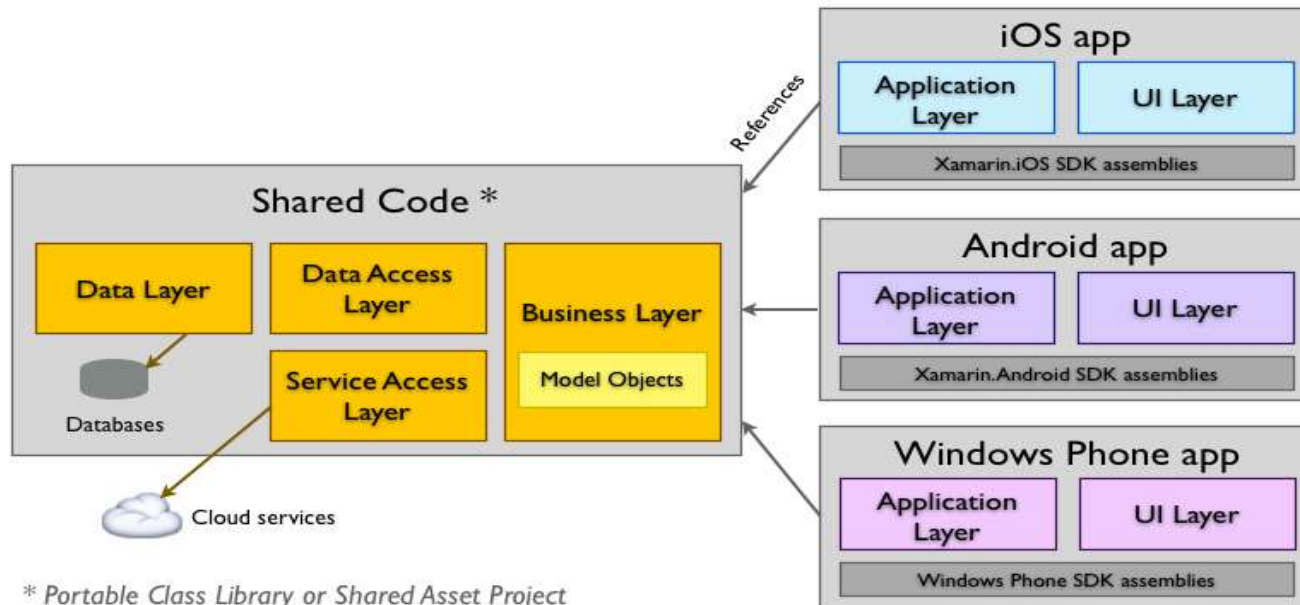 Shared Code *
Data Layer
Data Access
Layer
Business Layer
Model Objects
Service Access
Layer
Databases
Cloud services
* Portable Class Library or Shared Asset Project
References
iOS app
Application
Layer
UI Layer
Xamarin.iOS SDK assemblies
Android app
Application
Layer
UI Layer
Xamarin.Android SDK assemblies
Windows Phone app
Application
Layer
UI Layer
Windows Phone SDK assemblies